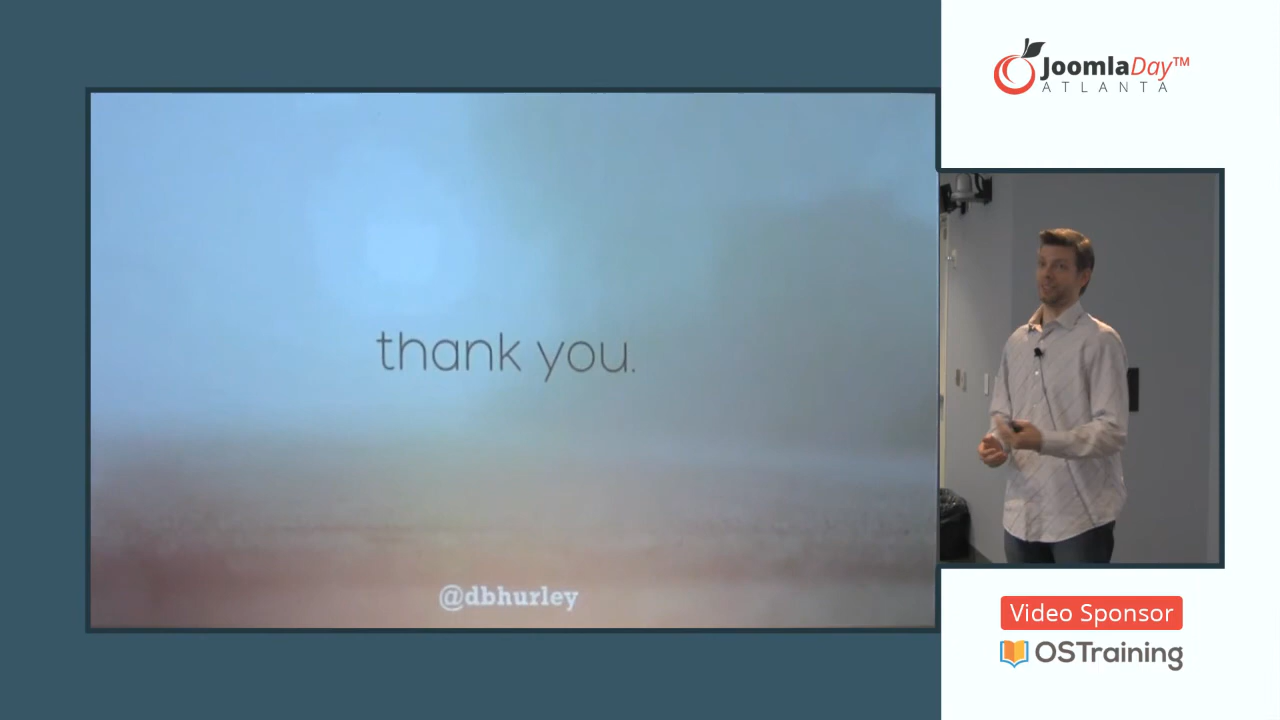 JoomlaDay™
ATLANTA
thank you.
@dbhurley
Video Sponsor
OSTraining